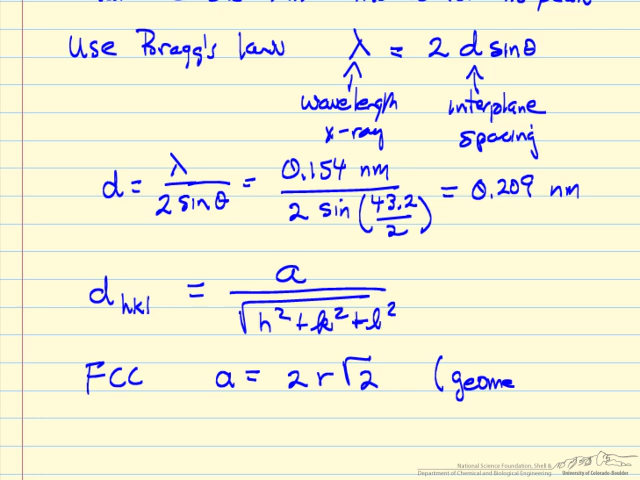 Use Bragg's law λ = 2 d sinθ
wavelength x-ray
interplane spacing
d = λ / 2 sinθ = 0.154 nm / 2 sin (43.2/2) = 0.209 nm
d hkl = a / √h² + k² + l²
FCC a = 2 r √2 (geome
National Science Foundation, Shell &
Department of Chemical and Biological Engineering University of Colorado-Boulder